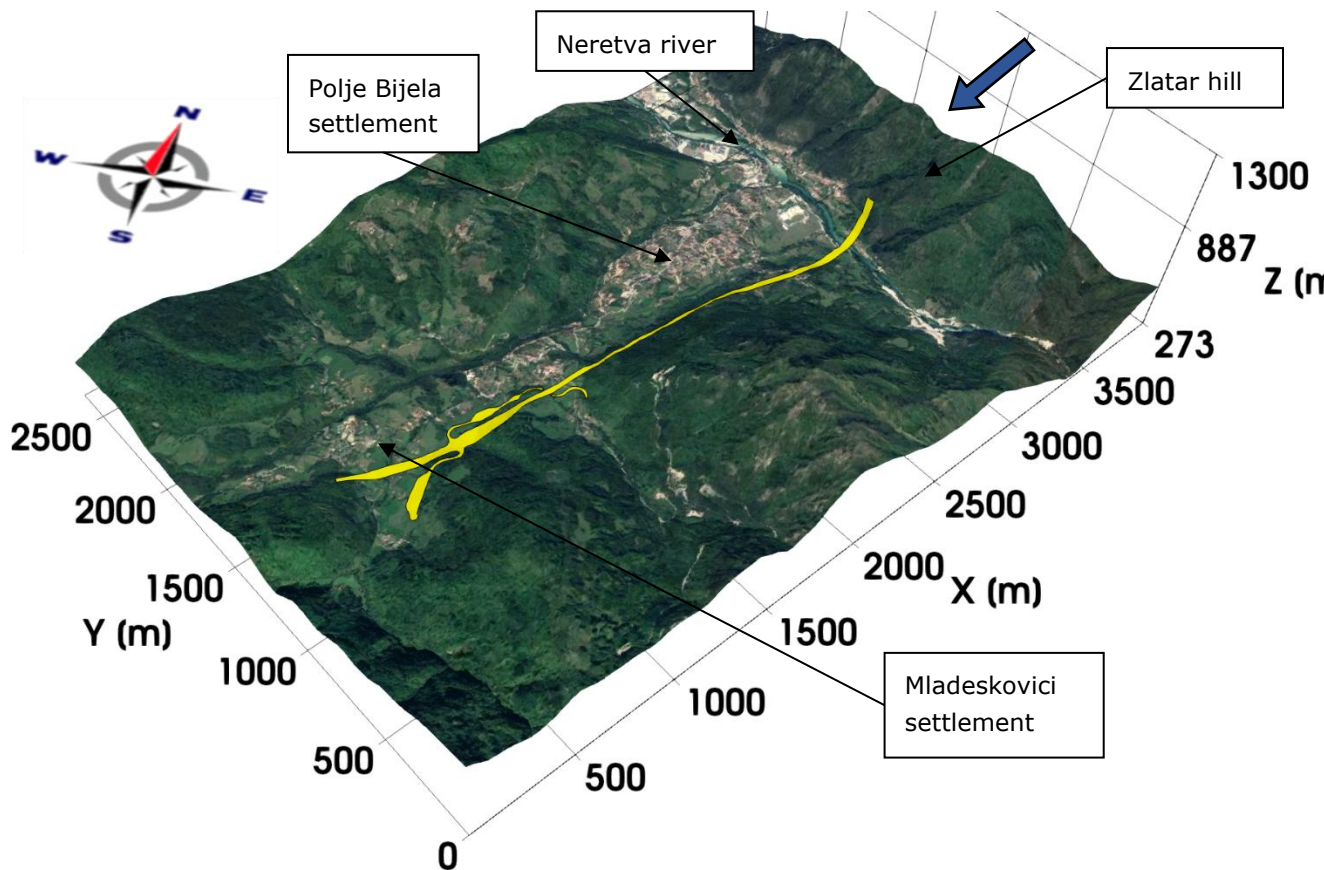 Neretva river
Polje Bijela
settlement
Zlatar hill
N
W
E
S
1300
887
Z (m
273
3500
3000
2500
2000
X (m)
1500
1000
500
2500
2000
1500
Y (m)
1000
500
0
Mladeskovici
settlement